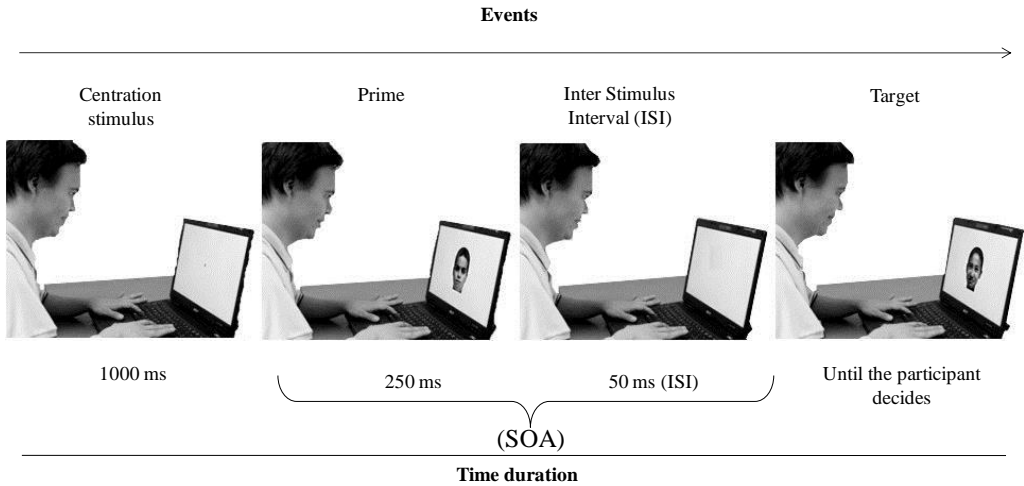 Events
Centration
stimulus
Prime
Inter Stimulus
Interval (ISI)
Target
1000 ms
250 ms
50 ms (ISI)
Until the participant
decides
(SOA)
Time duration